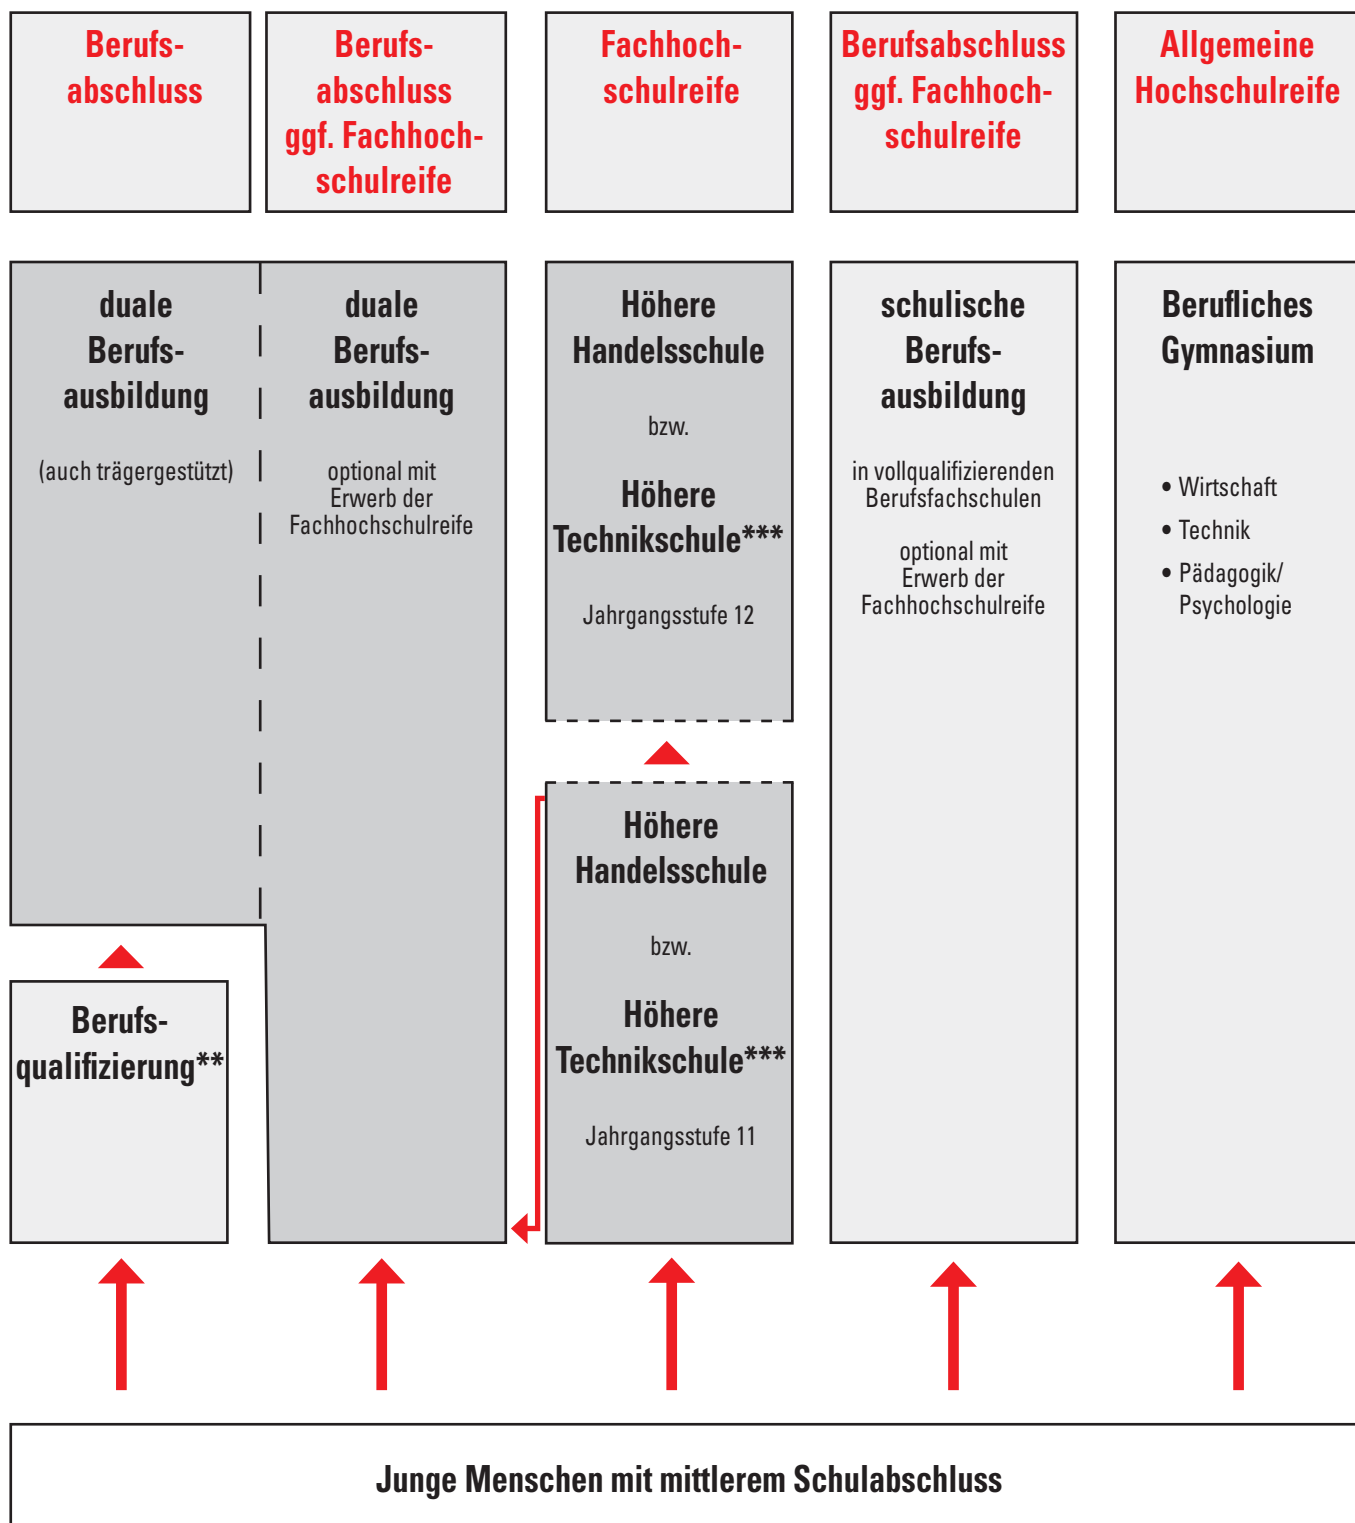 Berufs-
abschluss
Berufs-
abschluss
ggf. Fachhoch-
schulreife
Fachhoch-
schulreife
Berufsabschluss
ggf. Fachhoch-
schulreife
Allgemeine
Hochschulreife
duale
Berufs-
ausbildung
(auch trägergestützt)
duale
Berufs-
ausbildung
optional mit
Erwerb der
Fachhochschulreife
Höhere
Handelsschule
bzw.
Höhere
Technikschule***
Jahrgangsstufe 12
schulische
Berufs-
ausbildung
in vollqualifizierenden
Berufsfachschulen
optional mit
Erwerb der
Fachhochschulreife
Berufliches
Gymnasium
• Wirtschaft
• Technik
• Pädagogik/
Psychologie
Höhere
Handelsschule
bzw.
Höhere
Technikschule***
Jahrgangsstufe 11
Berufs-
qualifizierung**
Junge Menschen mit mittlerem Schulabschluss